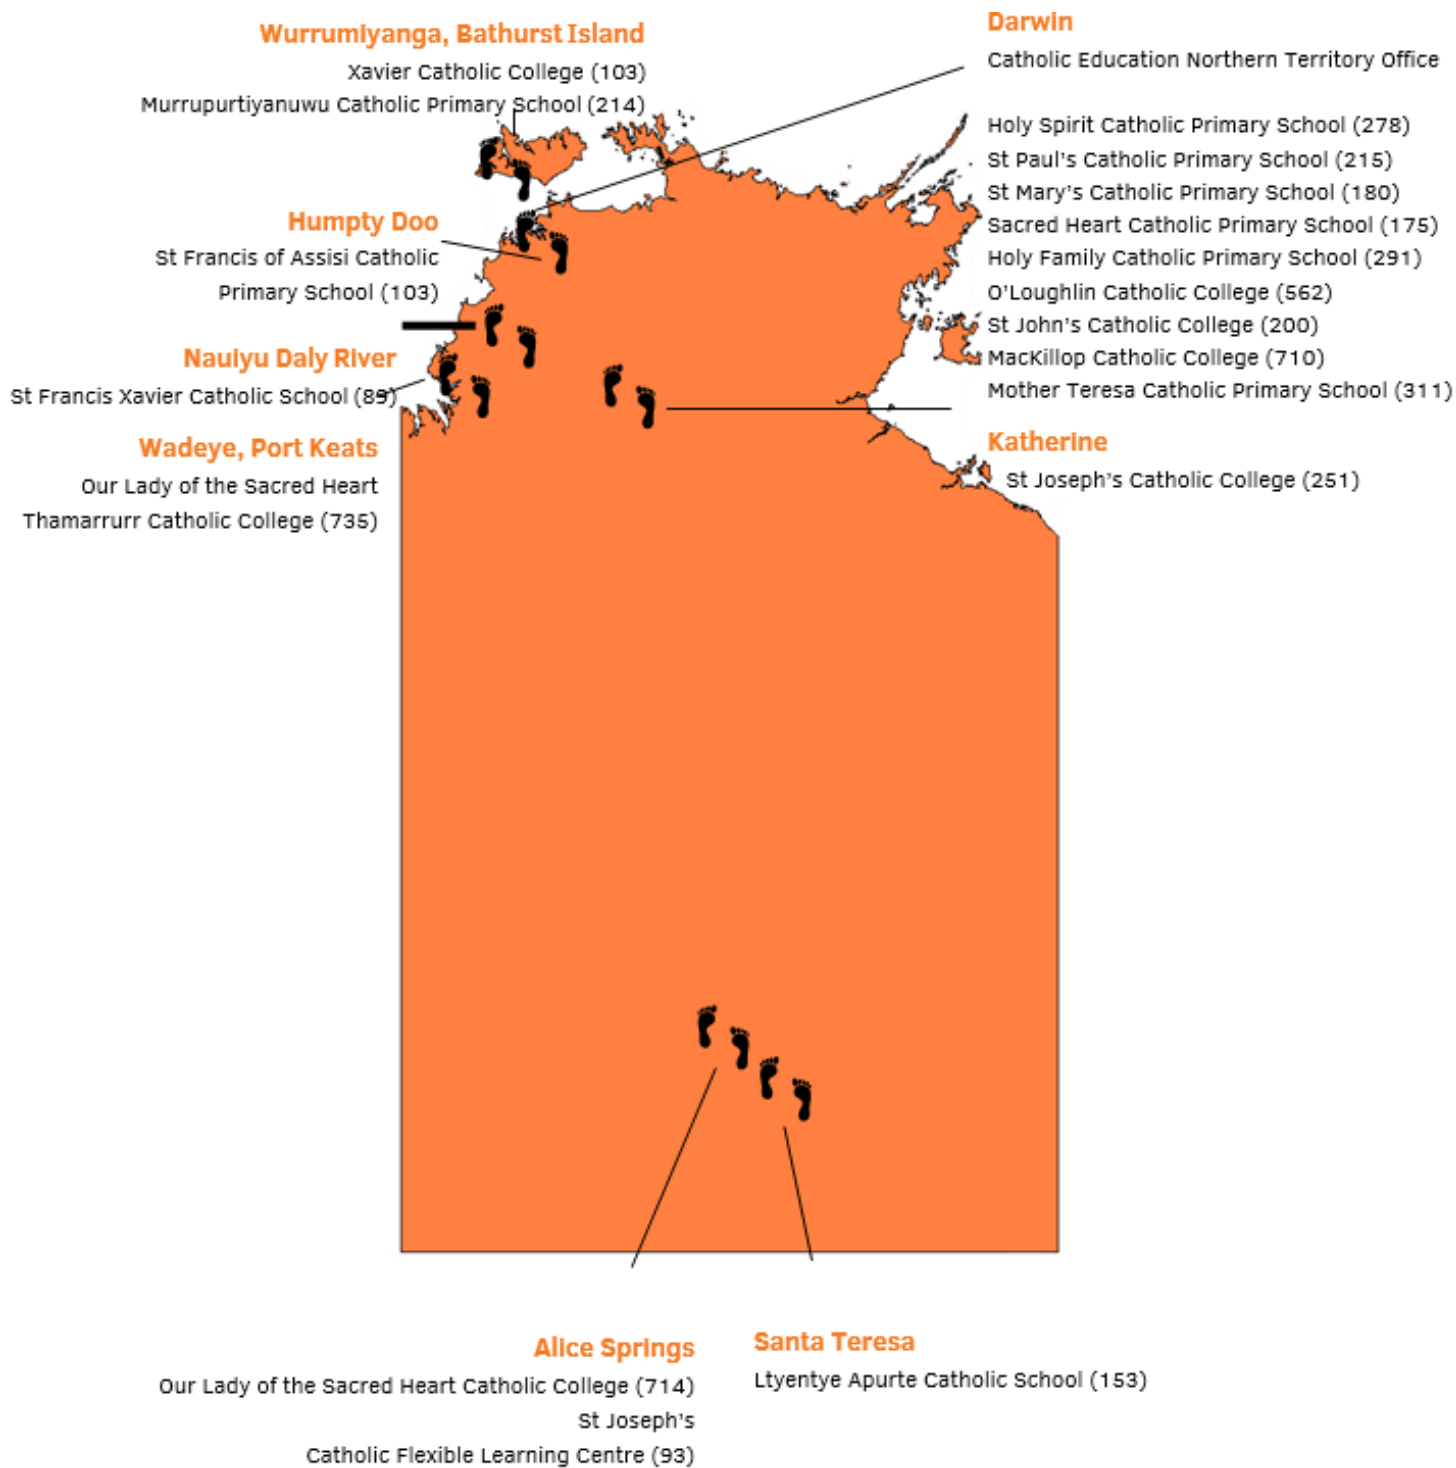 Wurrumiyanga, Bathurst Island
Xavier Catholic College (103)
Murrupurtiyanuwu Catholic Primary School (214)
Humpty Doo
St Francis of Assisi Catholic
Primary School (103)
Nauiyu Daly River
St Francis Xavier Catholic School (89)
Wadeye, Port Keats
Our Lady of the Sacred Heart
Thamarrurr Catholic College (735)
Darwin
Catholic Education Northern Territory Office
Holy Spirit Catholic Primary School (278)
St Paul's Catholic Primary School (215)
St Mary's Catholic Primary School (180)
Sacred Heart Catholic Primary School (175)
Holy Family Catholic Primary School (291)
O'Loughlin Catholic College (562)
St John's Catholic College (200)
MacKillop Catholic College (710)
Mother Teresa Catholic Primary School (311)
Katherine
St Joseph's Catholic College (251)
Alice Springs
Our Lady of the Sacred Heart Catholic College (714)
St Joseph's
Catholic Flexible Learning Centre (93)
Santa Teresa
Ltyentye Apurte Catholic School (153)